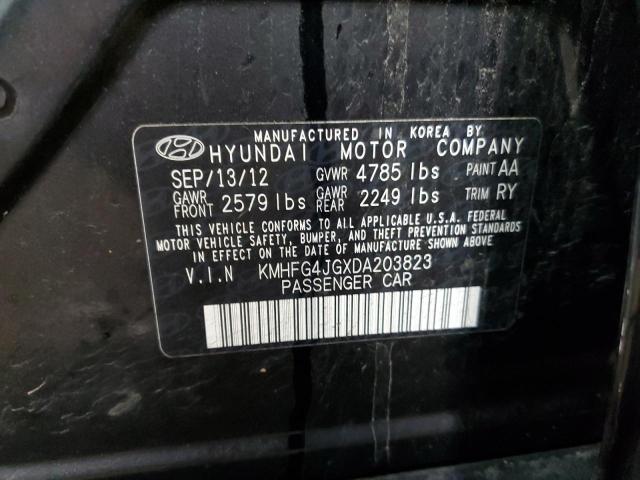 MANUFACTURED IN KOREA BY
HYUNDAI MOTOR COMPANY
SEP/13/12 GVWR 4785 lbs PAINT AA
GAWR FRONT 2579 lbs GAWR REAR 2249 lbs TRIM RY
THIS VEHICLE CONFORMS TO ALL APPLICABLE U.S.A. FEDERAL
MOTOR VEHICLE SAFETY, BUMPER, AND THEFT PREVENTION STANDARDS
IN EFFECT ON THE DATE OF MANUFACTURE SHOWN ABOVE.
V.I.N KMHFG4JGXDA203823
PASSENGER CAR